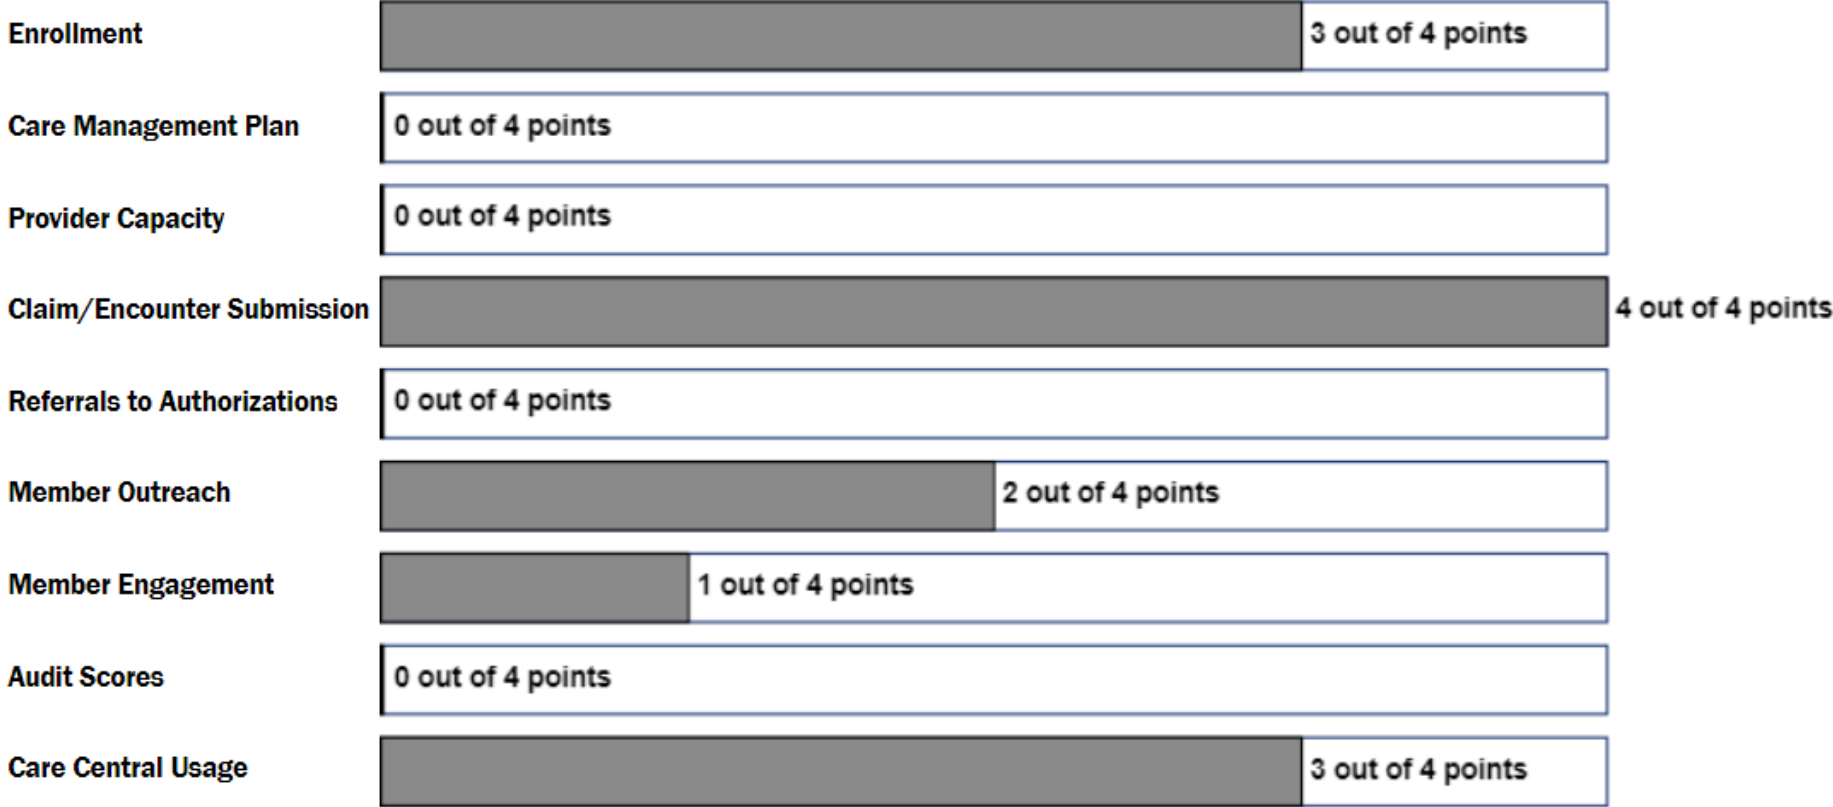 Enrollment 3 out of 4 points
Care Management Plan 0 out of 4 points
Provider Capacity 0 out of 4 points
Claim/Encounter Submission 4 out of 4 points
Referrals to Authorizations 0 out of 4 points
Member Outreach 2 out of 4 points
Member Engagement 1 out of 4 points
Audit Scores 0 out of 4 points
Care Central Usage 3 out of 4 points